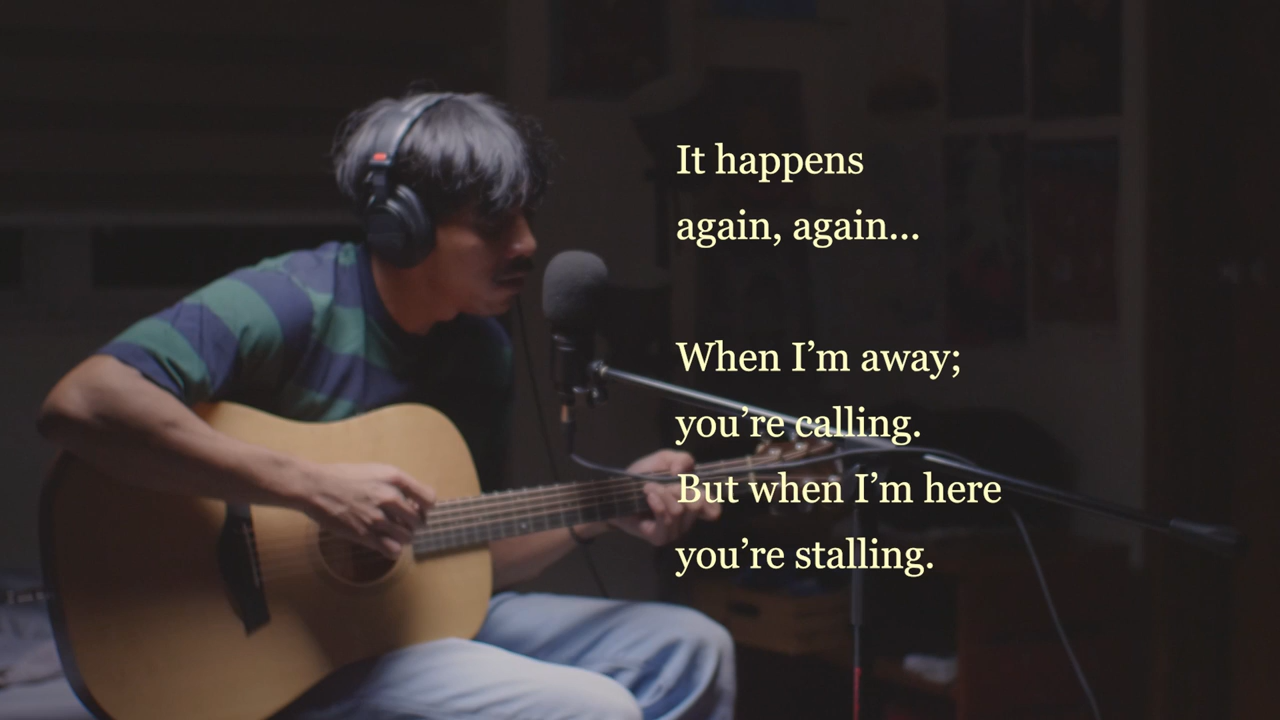 It happens
again, again...
When I’m away;
you’re calling.
But when I’m here
you’re stalling.